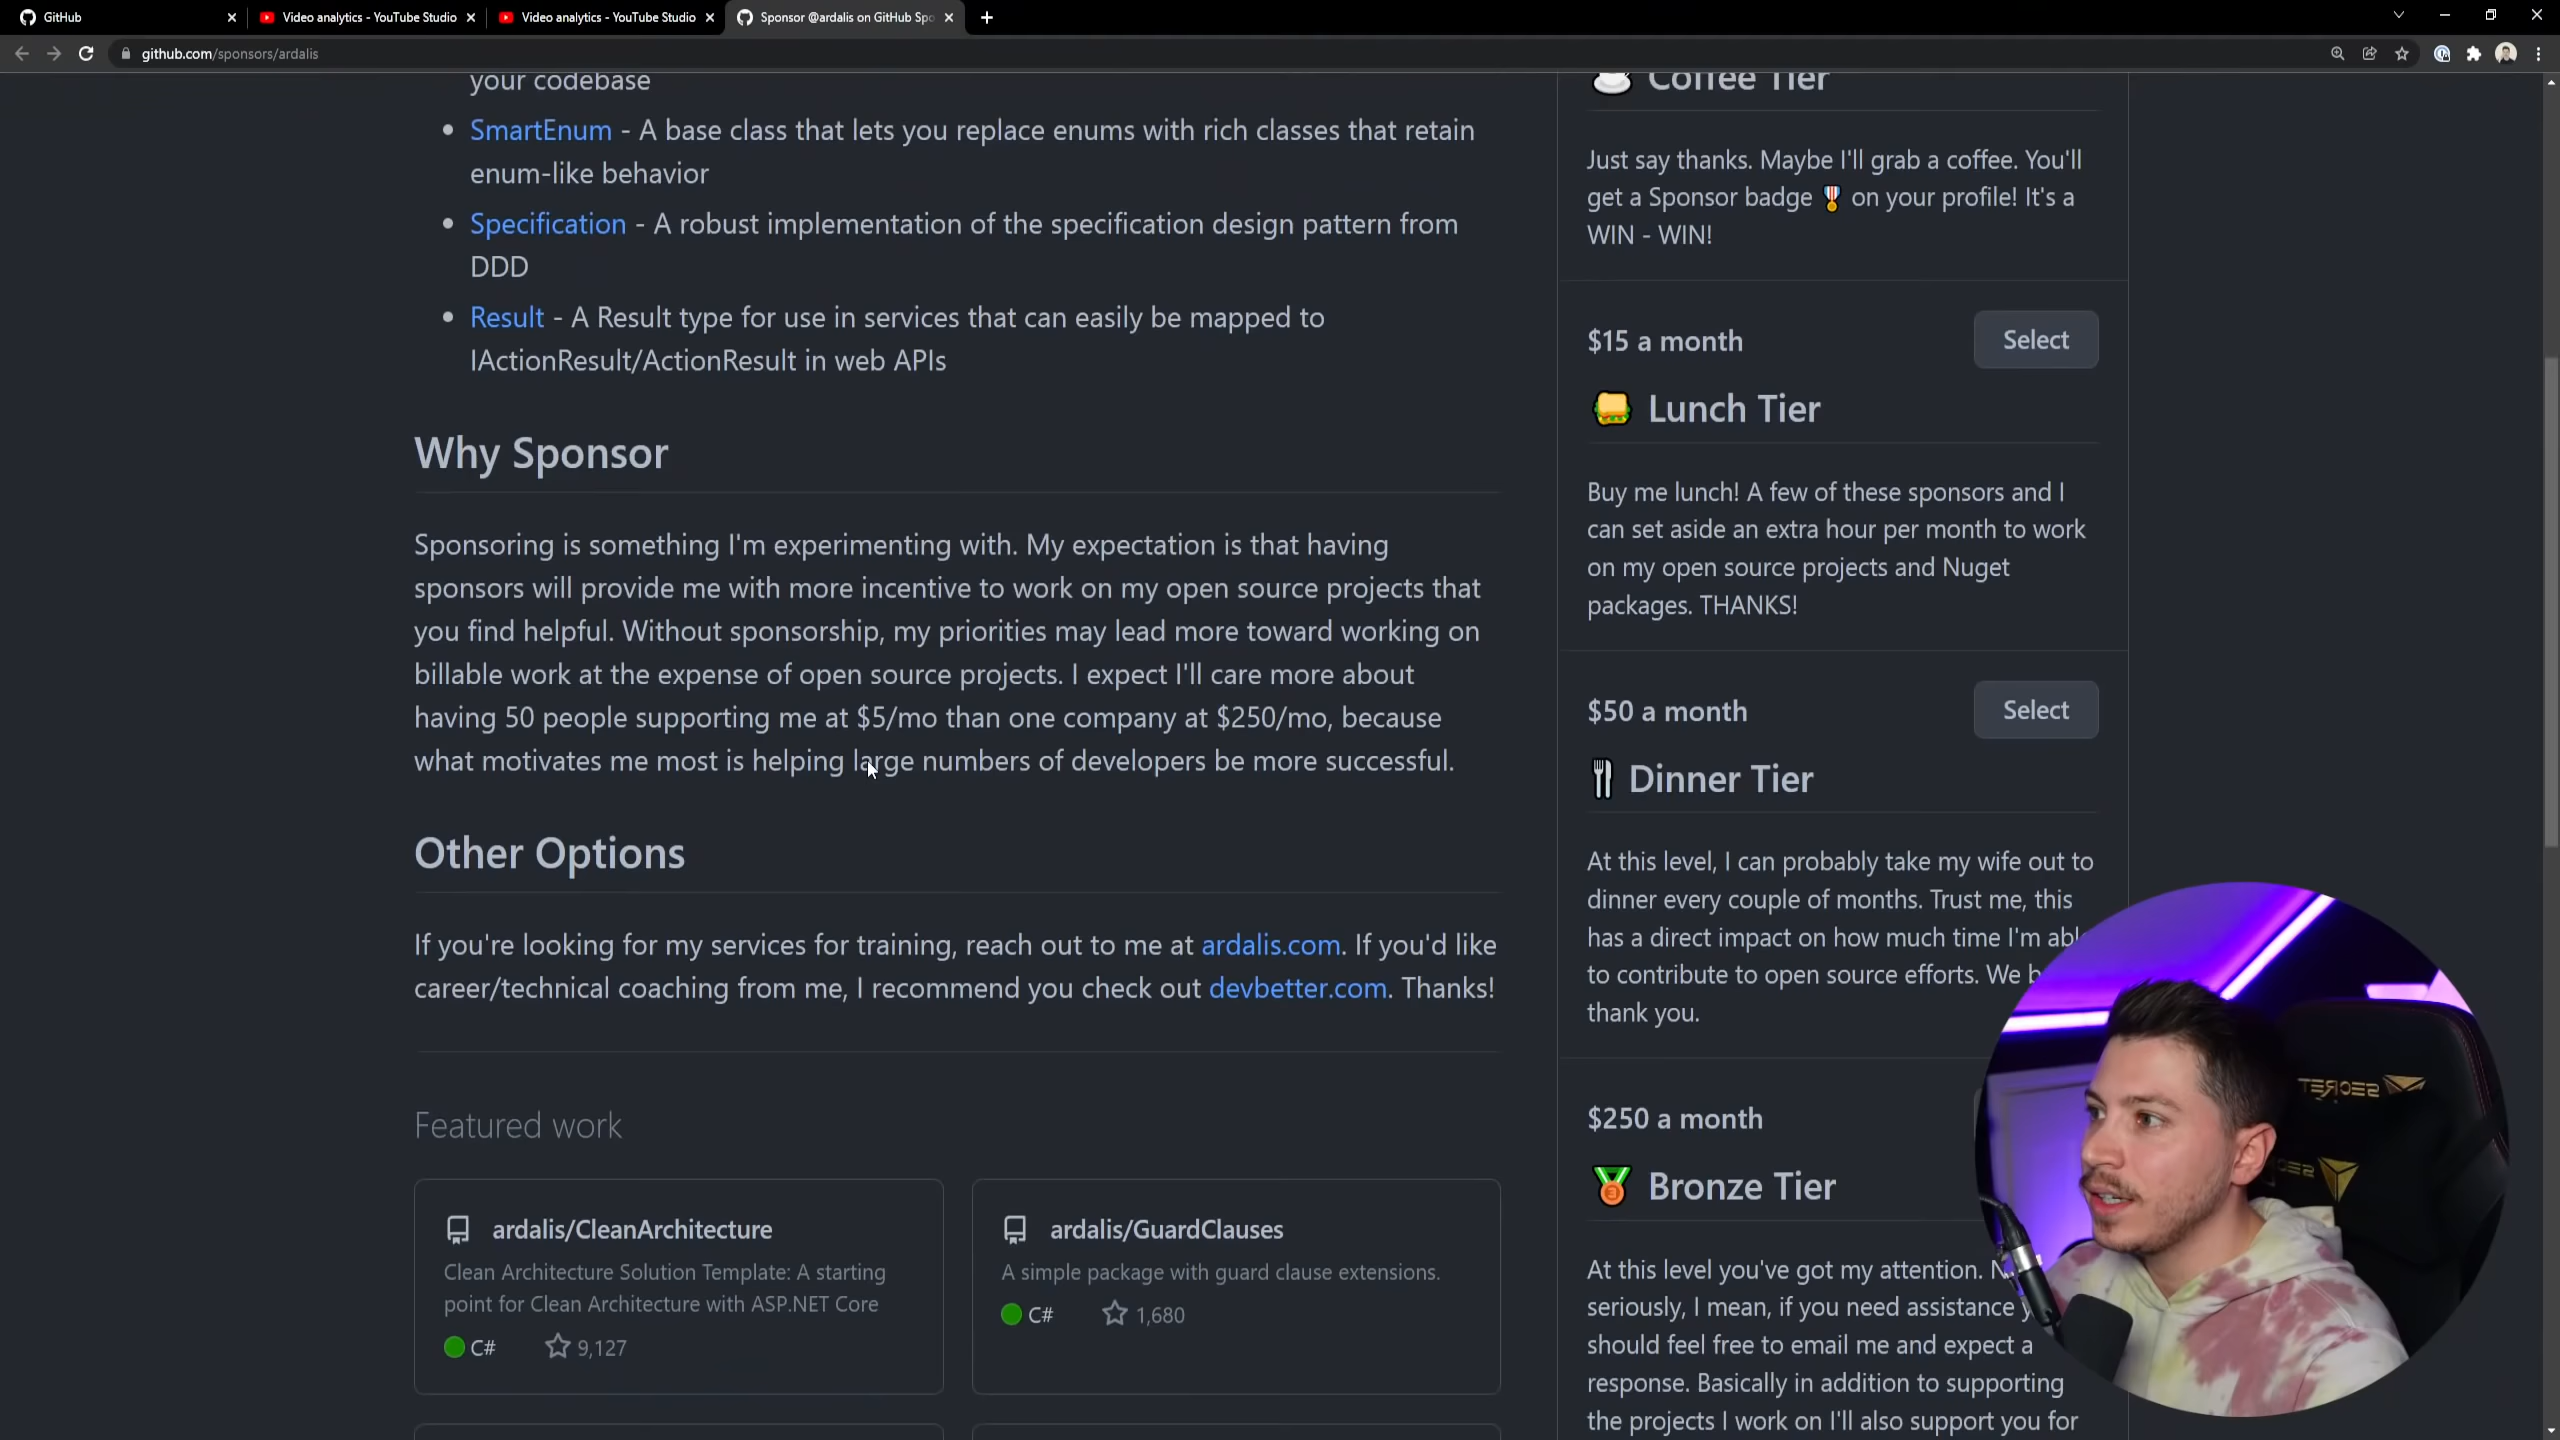 GitHub
Video analytics - YouTube Studio
Video analytics - YouTube Studio
Sponsor @ardalis on GitHub Spo
github.com/sponsors/ardalis
your codebase
SmartEnum - A base class that lets you replace enums with rich classes that retain
enum-like behavior
Specification - A robust implementation of the specification design pattern from
DDD
Result - A Result type for use in services that can easily be mapped to
IActionResult/ActionResult in web APIs
Why Sponsor
Sponsoring is something I'm experimenting with. My expectation is that having
sponsors will provide me with more incentive to work on my open source projects that
you find helpful. Without sponsorship, my priorities may lead more toward working on
billable work at the expense of open source projects. I expect I'll care more about
having 50 people supporting me at $5/mo than one company at $250/mo, because
what motivates me most is helping large numbers of developers be more successful.
Other Options
If you're looking for my services for training, reach out to me at ardalis.com. If you'd like
career/technical coaching from me, I recommend you check out devbetter.com. Thanks!
Featured work
ardalis/CleanArchitecture
Clean Architecture Solution Template: A starting
point for Clean Architecture with ASP.NET Core
C#
9,127
ardalis/GuardClauses
A simple package with guard clause extensions.
C#
1,680
Coffee Tier
Just say thanks. Maybe I'll grab a coffee. You'll
get a Sponsor badge 🎖 on your profile! It's a
WIN - WIN!
$15 a month
Select
Lunch Tier
Buy me lunch! A few of these sponsors and I
can set aside an extra hour per month to work
on my open source projects and Nuget
packages. THANKS!
$50 a month
Select
Dinner Tier
At this level, I can probably take my wife out to
dinner every couple of months. Trust me, this
has a direct impact on how much time I'm abl
to contribute to open source efforts. We b
thank you.
$250 a month
Bronze Tier
At this level you've got my attention. N
seriously, I mean, if you need assistance y
should feel free to email me and expect a
response. Basically in addition to supporting
the projects I work on I'll also support you for
SECRET